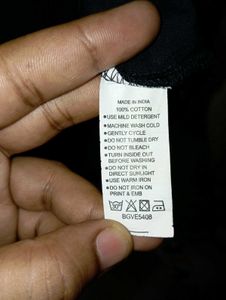 MADE IN INDIA
100% COTTON
•USE MILD DETERGENT
•MACHINE WASH COLD
•GENTLY CYCLE
•DO NOT TUMBLE DRY
•DO NOT BLEACH
•TURN INSIDE OUT
BEFORE WASHING
•DO NOT DRY IN
DIRECT SUNLIGHT
•USE WARM IRON
•DO NOT IRON ON
PRINT & EMB
BGVE5408